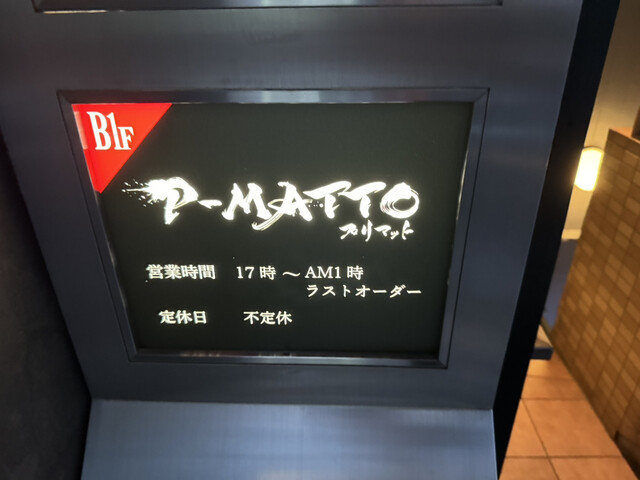 B1F
P-MATTO
プリマット
営業時間 17時～AM1時
ラストオーダー
定休日 不定休